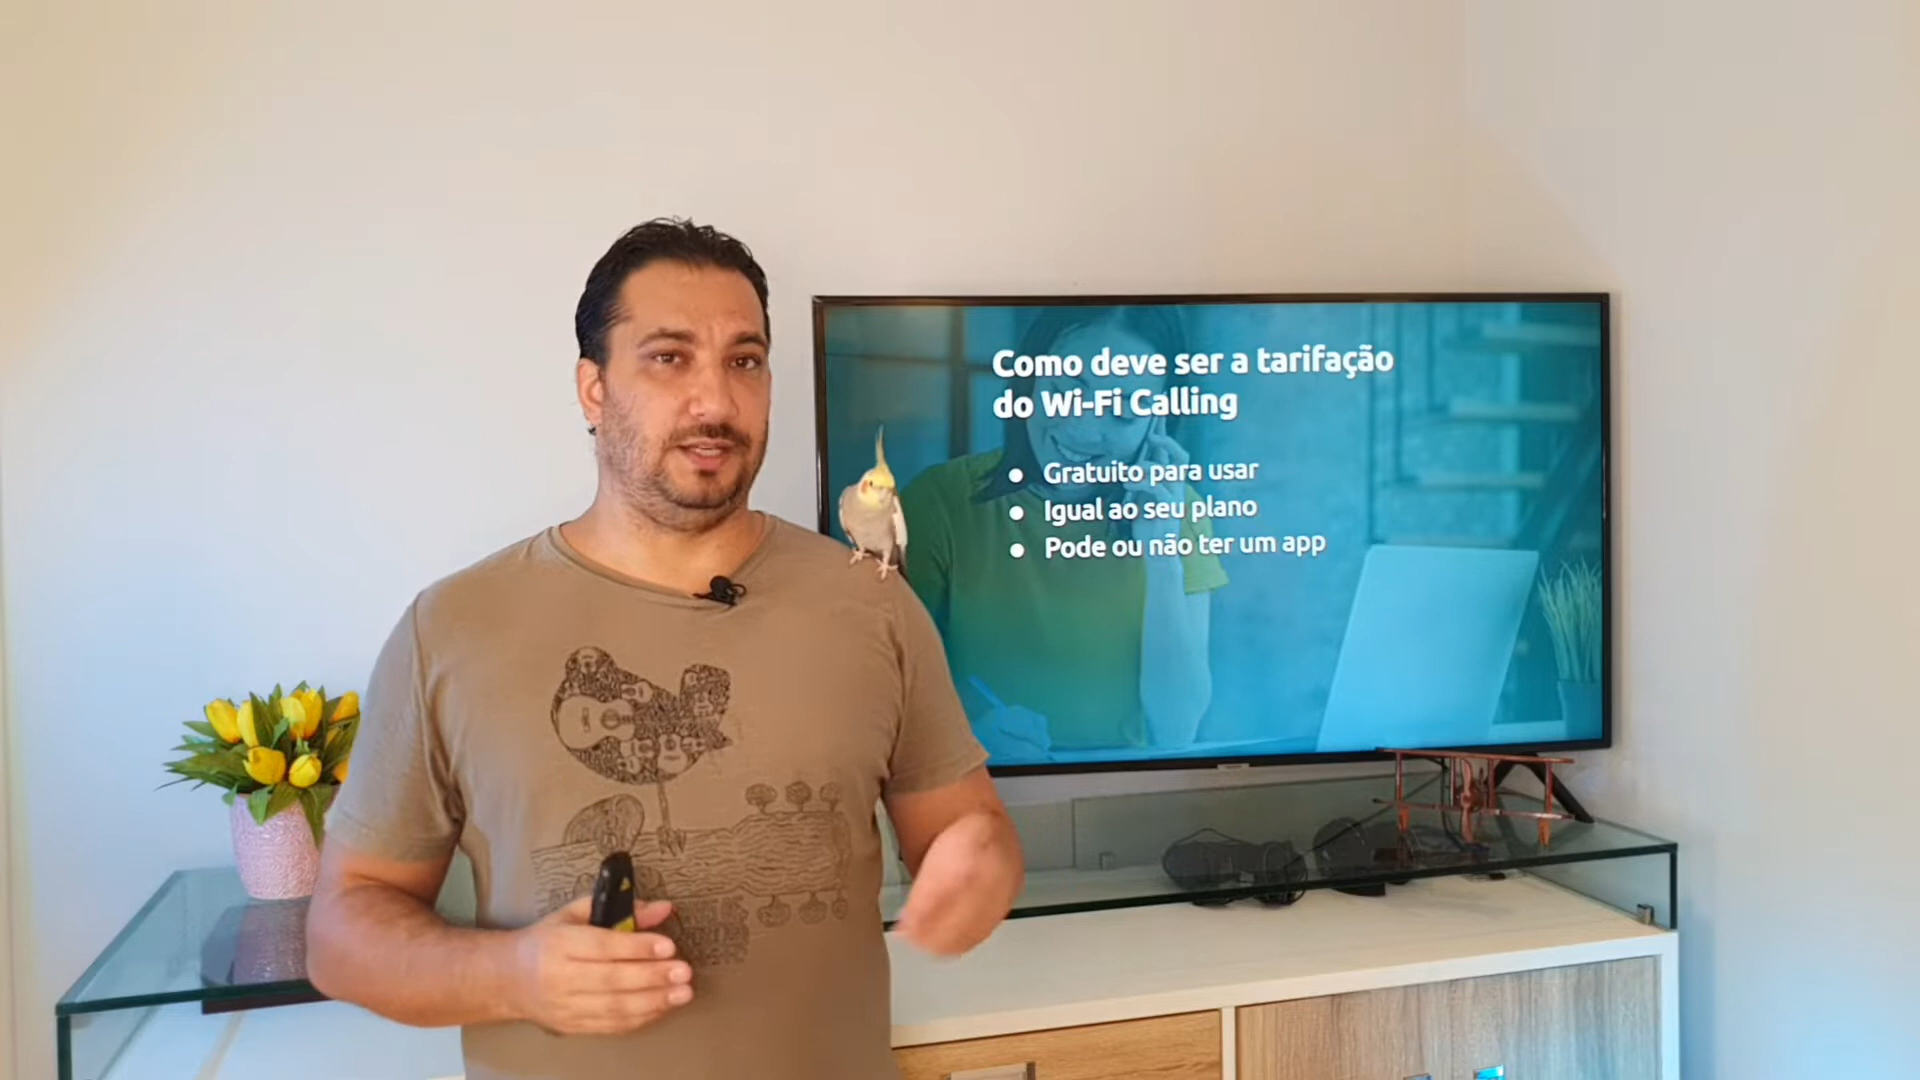 Como deve ser a tarifação
do Wi-Fi Calling
● Gratuito para usar
● Igual ao seu plano
● Pode ou não ter um app